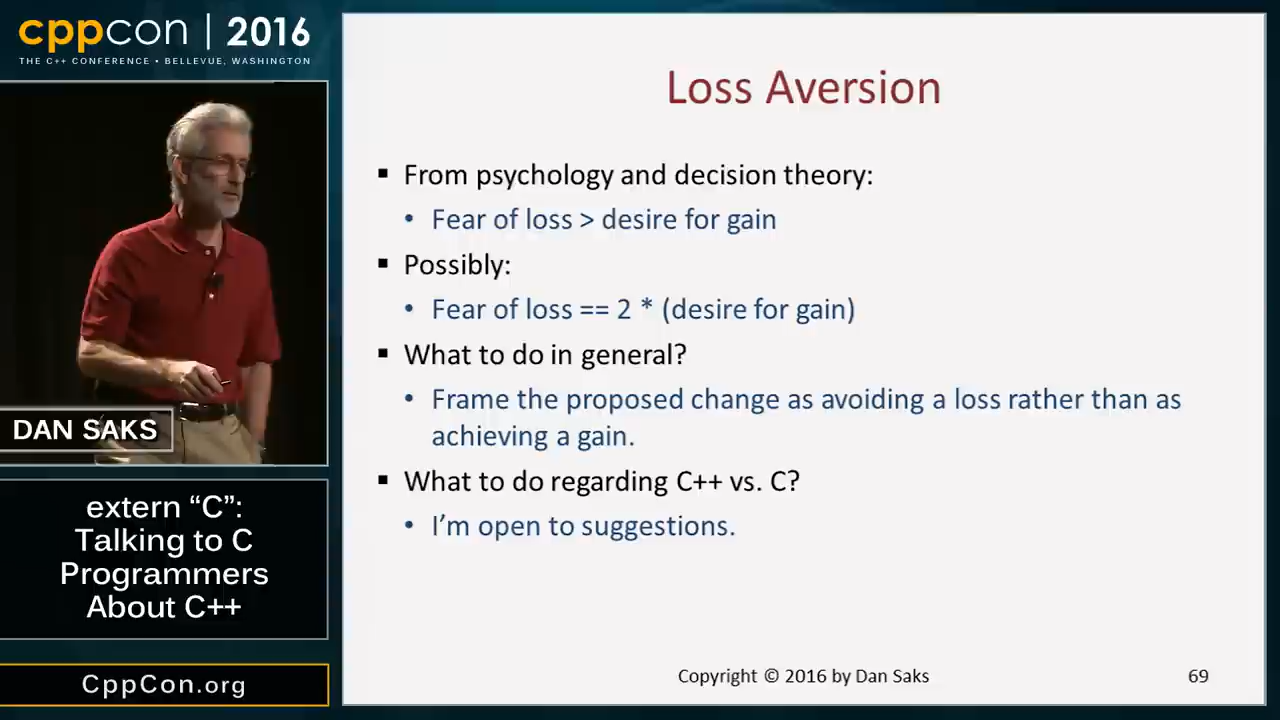 cppcon | 2016
THE C++ CONFERENCE • BELLEVUE, WASHINGTON
DAN SAKS
extern “C”:
Talking to C
Programmers
About C++
CppCon.org
Loss Aversion
▪ From psychology and decision theory:
• Fear of loss > desire for gain
▪ Possibly:
• Fear of loss == 2 * (desire for gain)
▪ What to do in general?
• Frame the proposed change as avoiding a loss rather than as
achieving a gain.
▪ What to do regarding C++ vs. C?
• I’m open to suggestions.
Copyright © 2016 by Dan Saks
69